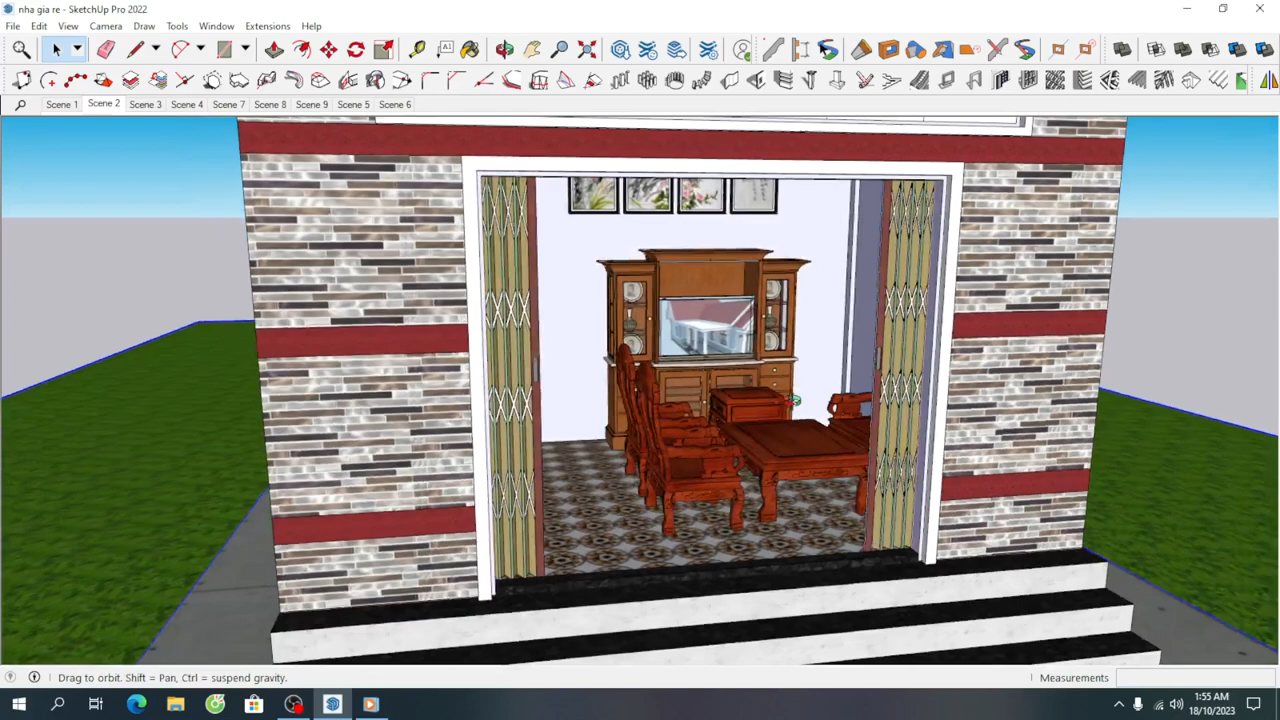 nha gia re - SketchUp Pro 2022
File Edit View Camera Draw Tools Window Extensions Help
Scene 1 Scene 2 Scene 3 Scene 4 Scene 7 Scene 8 Scene 9 Scene 5 Scene 6
Drag to orbit. Shift = Pan, Ctrl = suspend gravity.
Measurements
1:55 AM
18/10/2023